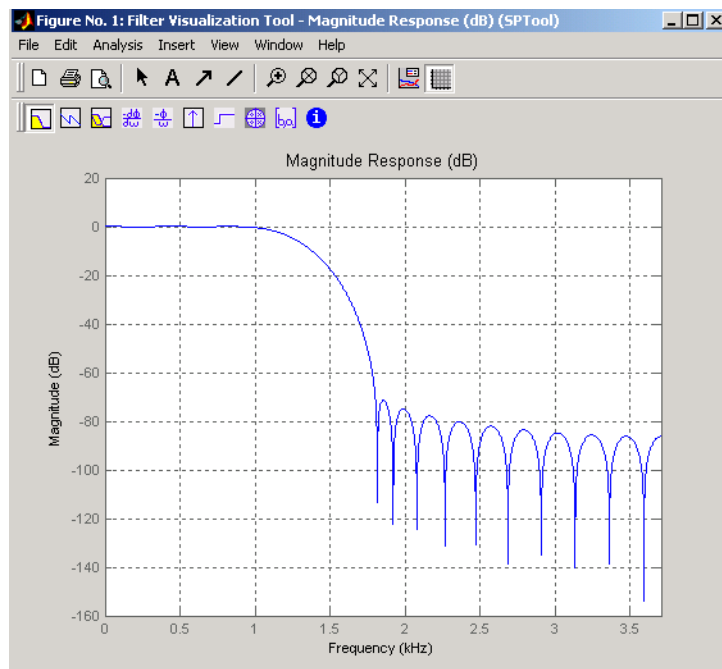 Figure No. 1: Filter Visualization Tool - Magnitude Response (dB) (SPTool)
File Edit Analysis Insert View Window Help
A
[b,a] i
Magnitude Response (dB)
20
0
-20
-40
-60
-80
-100
-120
-140
-160
Magnitude (dB)
0 0.5 1 1.5 2 2.5 3 3.5
Frequency (kHz)